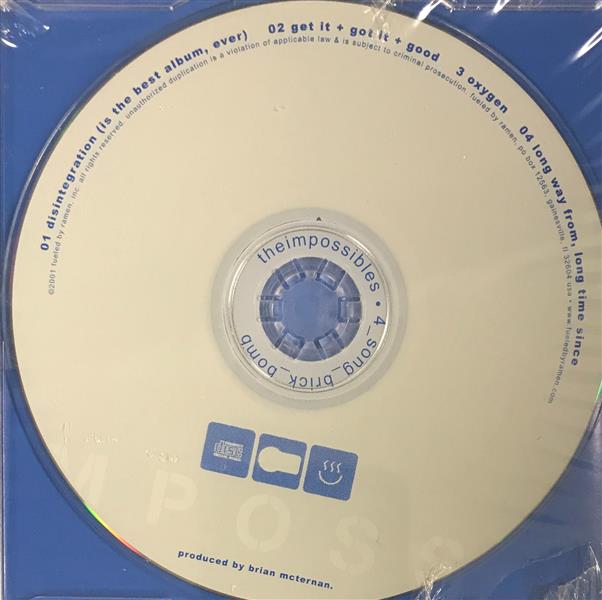 01 disintegration (is the best album, ever) 02 get it + got it + good 3 oxygen 04 long way from, long time since
©2001 fueled by ramen, inc. all rights reserved. unauthorized duplication is a violation of applicable law & is subject to criminal prosecution. fueled by ramen, po box 12563, gainesville, fl 32604 usa • www.fueledbyramen.com
theimpossibles • 4_song_brick_bomb
disc
MPOSS
produced by brian mcternan.